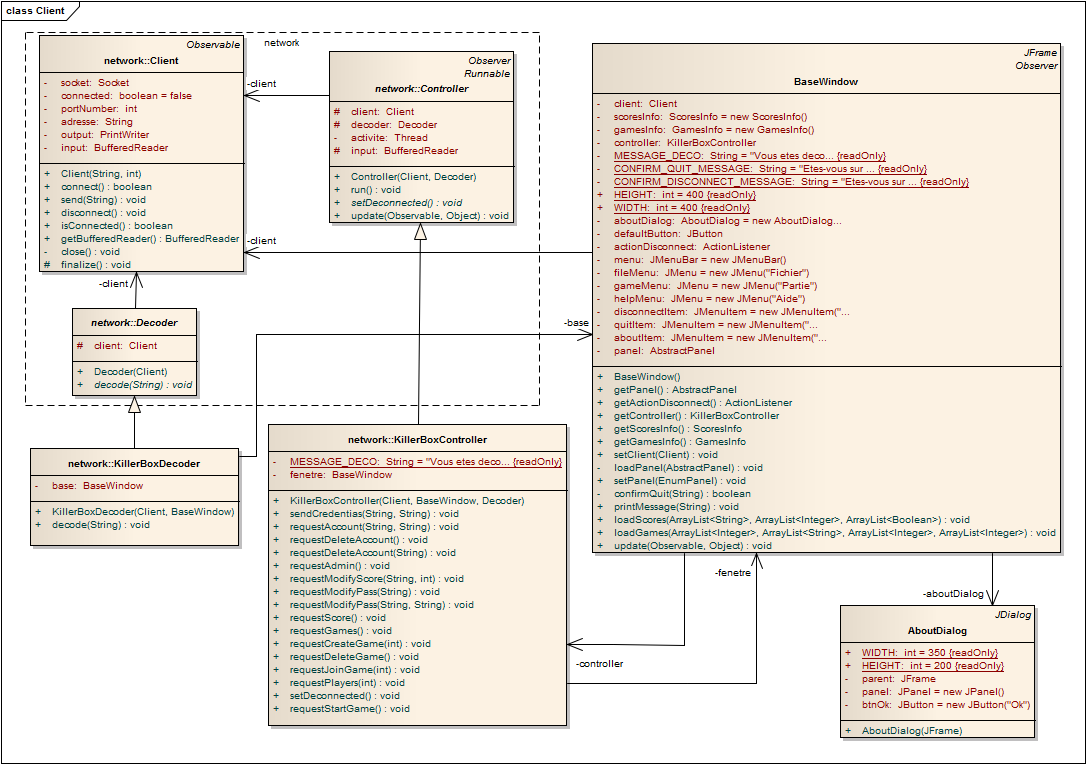 class Client
network
Observable
network::Client
- socket: Socket
- connected: boolean = false
- portNumber: int
- adresse: String
- output: PrintWriter
- input: BufferedReader
+ Client(String, int)
+ connect() : boolean
+ send(String) : void
+ disconnect() : void
+ isConnected() : boolean
+ getBufferedReader() : BufferedReader
- close() : void
# finalize() : void
-client
Observer
Runnable
network::Controller
# client: Client
# decoder: Decoder
- activite: Thread
# input: BufferedReader
+ Controller(Client, Decoder)
+ run() : void
+ setDeconnected() : void
+ update(Observable, Object) : void
-client
-client
network::Decoder
# client: Client
+ Decoder(Client)
+ decode(String) : void
-base
network::KillerBoxDecoder
- base: BaseWindow
+ KillerBoxDecoder(Client, BaseWindow)
+ decode(String) : void
network::KillerBoxController
- MESSAGE_DECO: String = "Vous etes deco... {readOnly}
- fenetre: BaseWindow
+ KillerBoxController(Client, BaseWindow, Decoder)
+ sendCredentias(String, String) : void
+ requestAccount(String, String) : void
+ requestDeleteAccount() : void
+ requestDeleteAccount(String) : void
+ requestAdmin() : void
+ requestModifyScore(String, int) : void
+ requestModifyPass(String) : void
+ requestModifyPass(String, String) : void
+ requestScore() : void
+ requestGames() : void
+ requestCreateGame(int) : void
+ requestDeleteGame() : void
+ requestJoinGame(int) : void
+ requestPlayers(int) : void
+ setDeconnected() : void
+ requestStartGame() : void
JFrame
Observer
BaseWindow
- client: Client
- scoresInfo: ScoresInfo = new ScoresInfo()
- gamesInfo: GamesInfo = new GamesInfo()
- controller: KillerBoxController
- MESSAGE_DECO: String = "Vous etes deco... {readOnly}
- CONFIRM_QUIT_MESSAGE: String = "Etes-vous sur ... {readOnly}
- CONFIRM_DISCONNECT_MESSAGE: String = "Etes-vous sur ... {readOnly}
+ HEIGHT: int = 400 {readOnly}
+ WIDTH: int = 400 {readOnly}
- aboutDialog: AboutDialog = new AboutDialog...
- defaultButton: JButton
- actionDisconnect: ActionListener
- menu: JMenuBar = new JMenuBar()
- fileMenu: JMenu = new JMenu("Fichier")
- gameMenu: JMenu = new JMenu("Partie")
- helpMenu: JMenu = new JMenu("Aide")
- disconnectItem: JMenuItem = new JMenuItem("...
- quitItem: JMenuItem = new JMenuItem("...
- aboutItem: JMenuItem = new JMenuItem("...
- panel: AbstractPanel
+ BaseWindow()
+ getPanel() : AbstractPanel
+ getActionDisconnect() : ActionListener
+ getController() : KillerBoxController
+ getScoresInfo() : ScoresInfo
+ getGamesInfo() : GamesInfo
+ setClient(Client) : void
- loadPanel(AbstractPanel) : void
+ setPanel(EnumPanel) : void
- confirmQuit(String) : boolean
+ printMessage(String) : void
+ loadScores(ArrayList<String>, ArrayList<Integer>, ArrayList<Boolean>) : void
+ loadGames(ArrayList<Integer>, ArrayList<String>, ArrayList<Integer>, ArrayList<Integer>) : void
+ update(Observable, Object) : void
-fenetre
-controller
-aboutDialog
JDialog
AboutDialog
+ WIDTH: int = 350 {readOnly}
+ HEIGHT: int = 200 {readOnly}
- parent: JFrame
- panel: JPanel = new JPanel()
- btnOk: JButton = new JButton("Ok")
+ AboutDialog(JFrame)